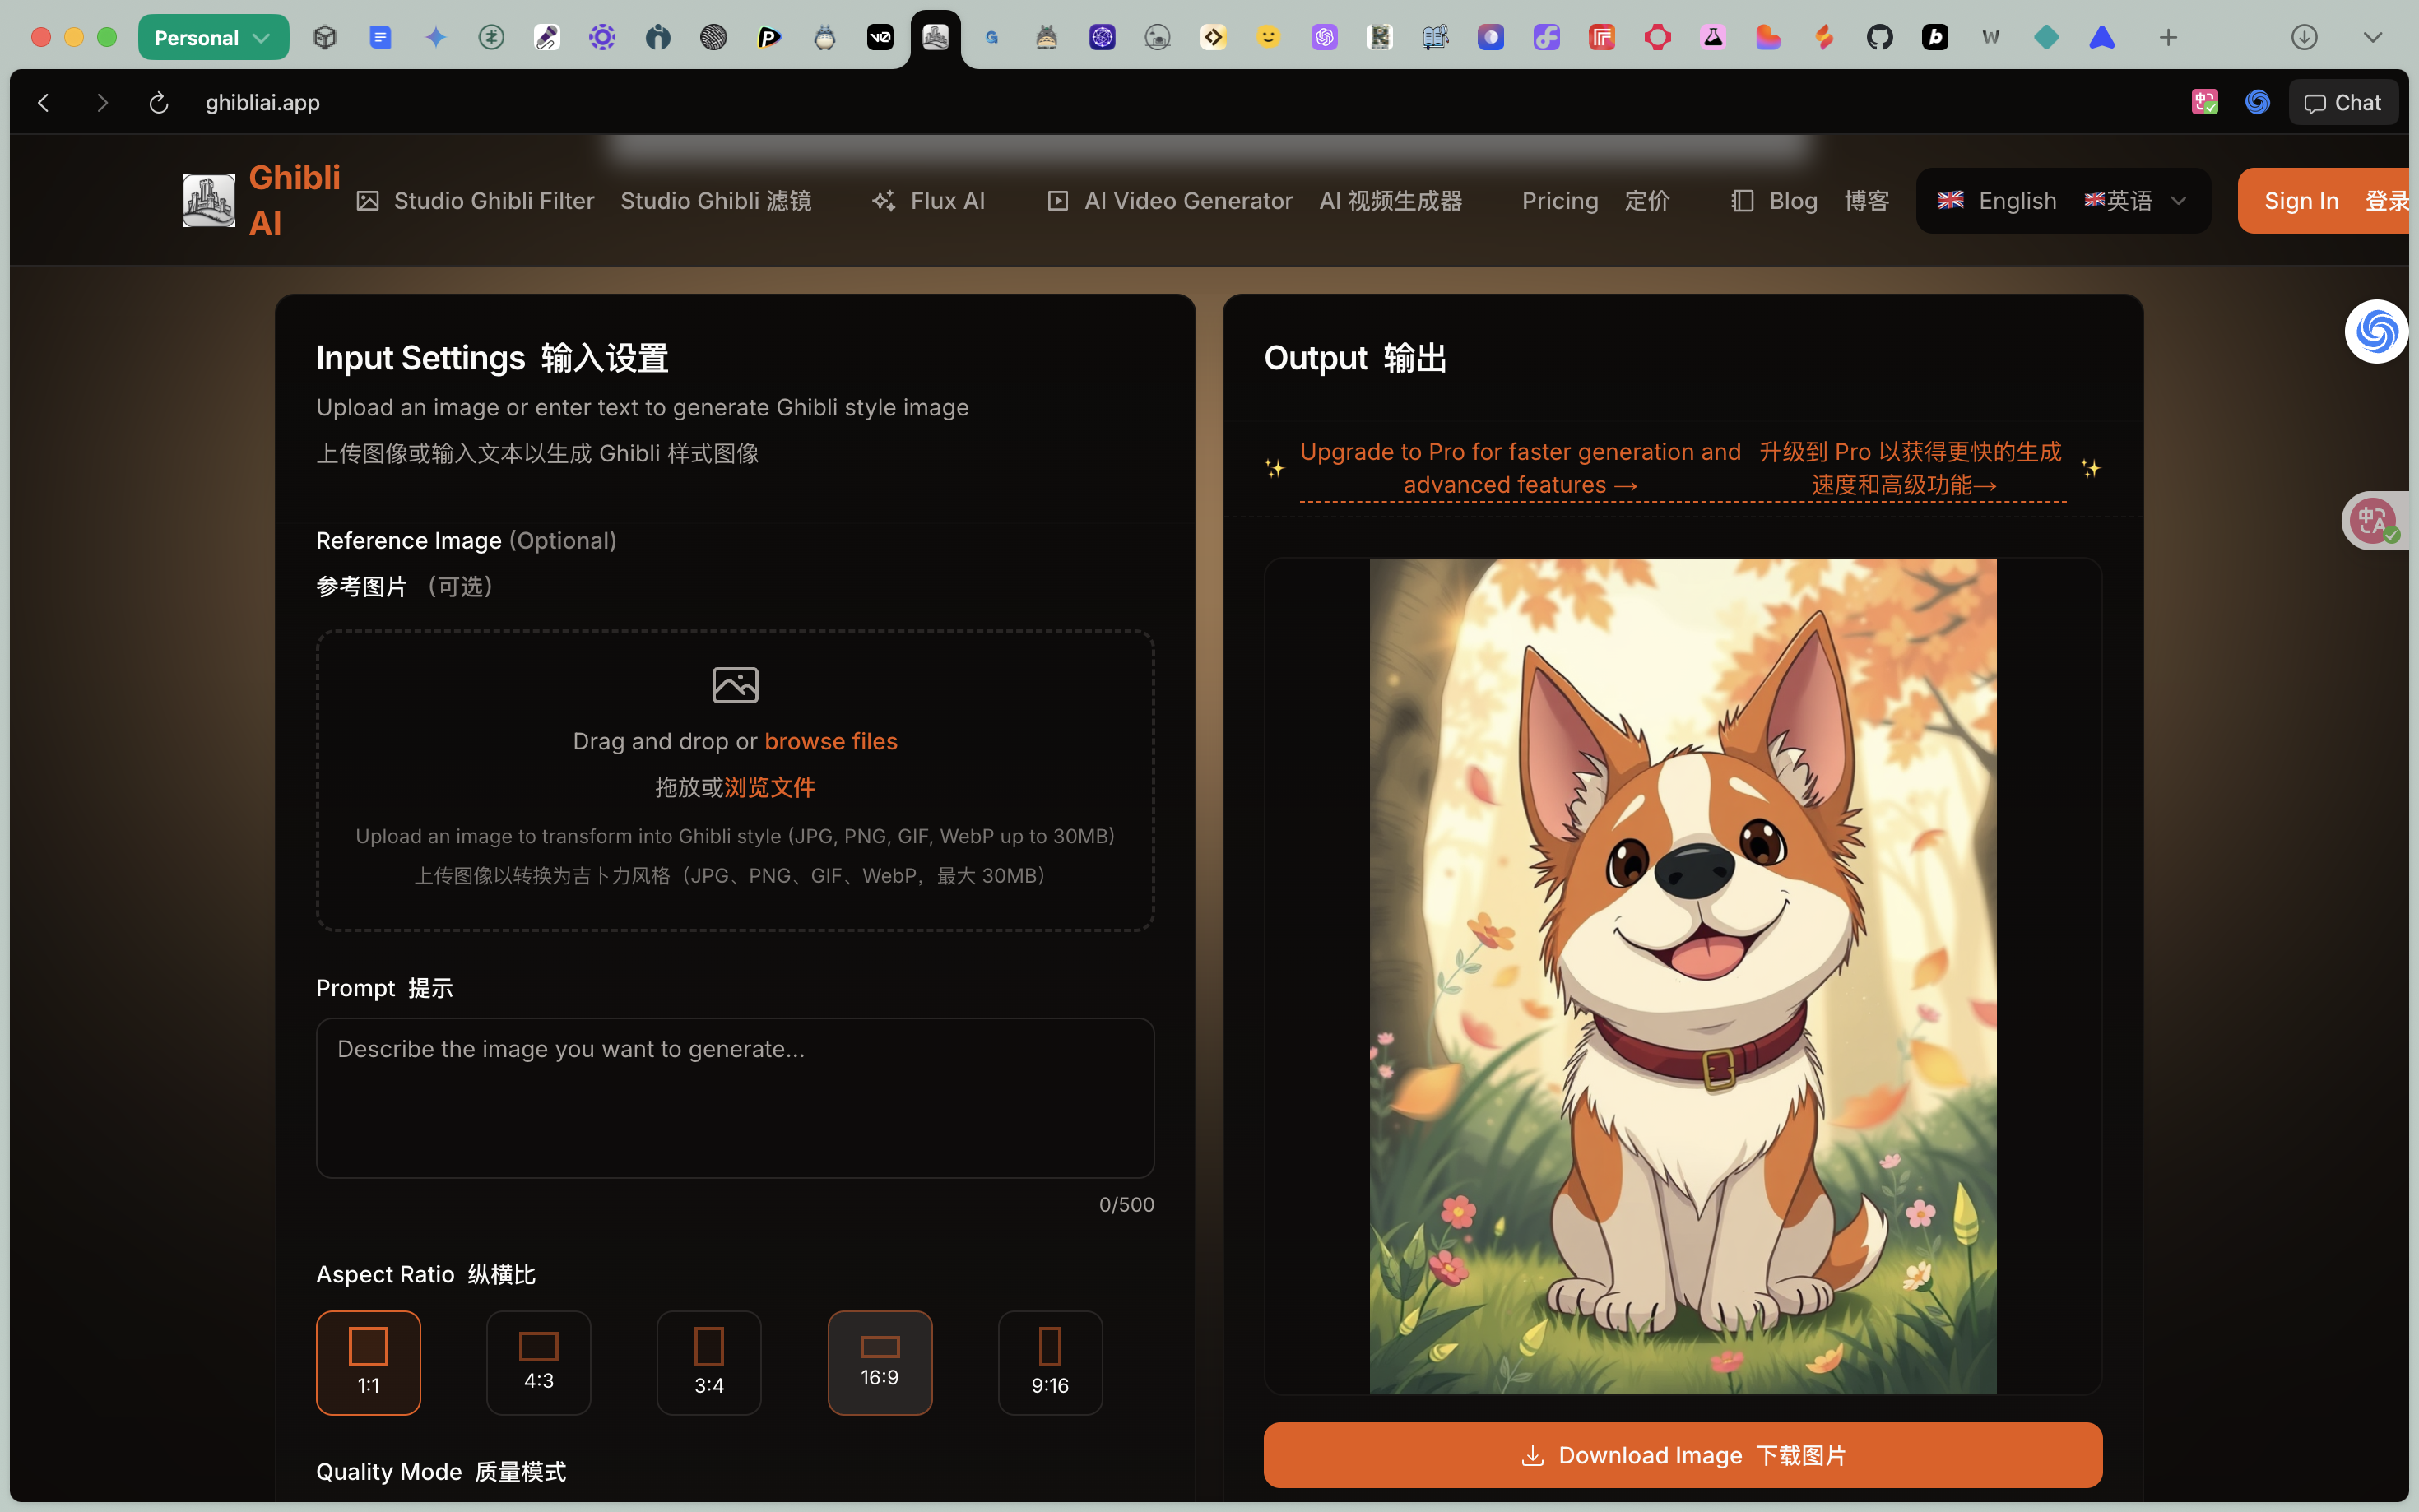 Personal
ghibliai.app
Chat
Ghibli
AI
Studio Ghibli Filter Studio Ghibli 滤镜
Flux AI
AI Video Generator AI 视频生成器
Pricing 定价
Blog 博客
English 英语
Sign In 登录
Input Settings 输入设置
Upload an image or enter text to generate Ghibli style image
上传图像或输入文本以生成 Ghibli 样式图像
Reference Image (Optional)
参考图片 （可选）
Drag and drop or browse files
拖放或浏览文件
Upload an image to transform into Ghibli style (JPG, PNG, GIF, WebP up to 30MB)
上传图像以转换为吉卜力风格（JPG、PNG、GIF、WebP，最大 30MB）
Prompt 提示
Describe the image you want to generate...
0/500
Aspect Ratio 纵横比
1:1
4:3
3:4
16:9
9:16
Quality Mode 质量模式
Output 输出
Upgrade to Pro for faster generation and
advanced features →
升级到 Pro 以获得更快的生成
速度和高级功能→
Download Image 下载图片